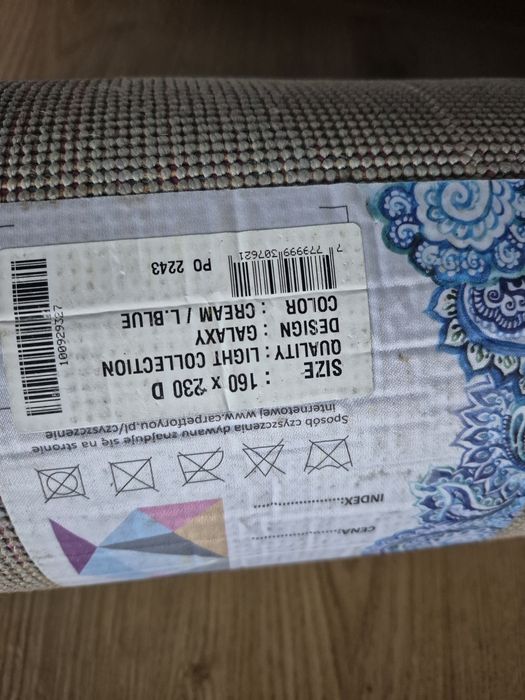 CENA:
INDEX:
Sposób czyszczenia dywanu znajduje się na stronie
internetowej www.carpetforyou.pl/czyszczenie
SIZE : 160 x 230 D
QUALITY : LIGHT COLLECTION
DESIGN : GALAXY
COLOR : CREAM / L.BLUE
7 773999 307621
PO 2243
100929327